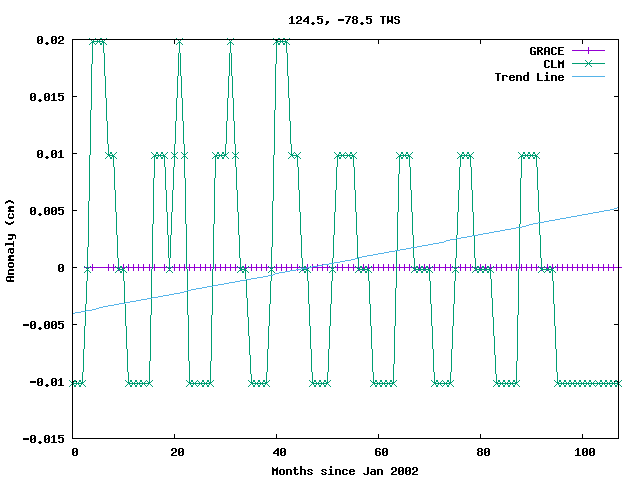 124.5, -78.5 TWS
GRACE
CLM
Trend Line
0.02
0.015
0.01
0.005
0
-0.005
-0.01
-0.015
Anomaly (cm)
0 20 40 60 80 100
Months since Jan 2002